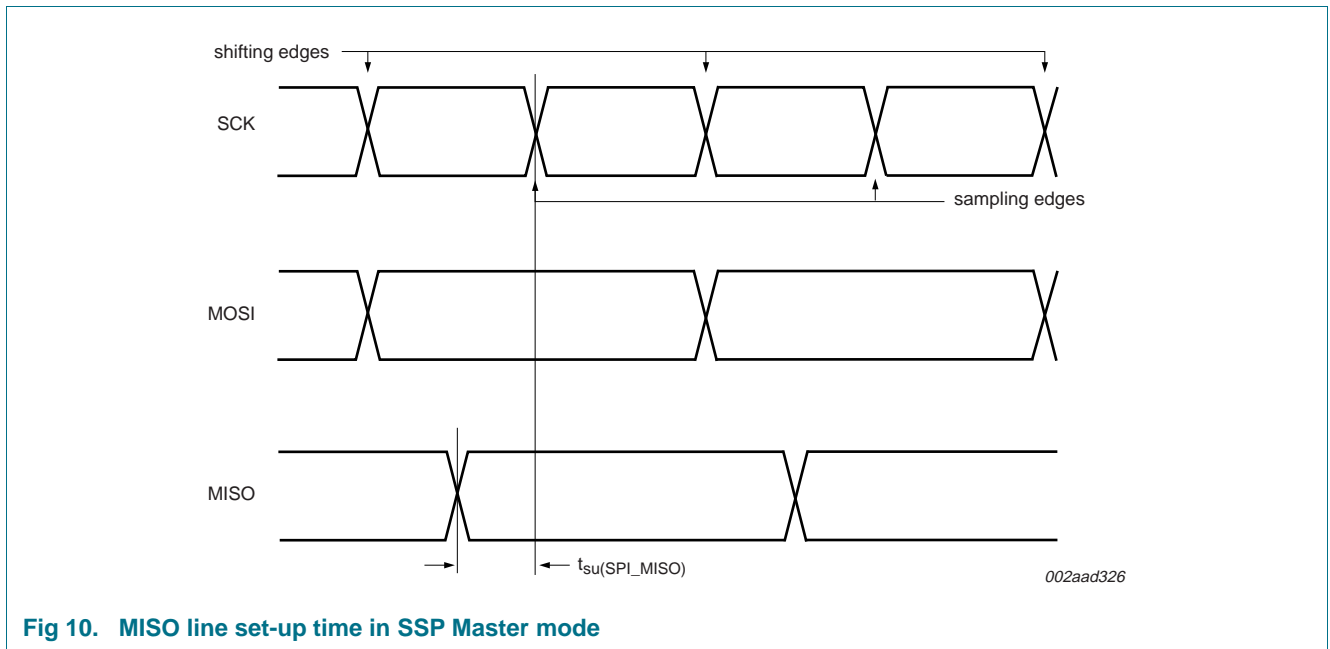 shifting edges
SCK
sampling edges
MOSI
MISO
tsu(SPI_MISO)
002aad326
Fig 10. MISO line set-up time in SSP Master mode